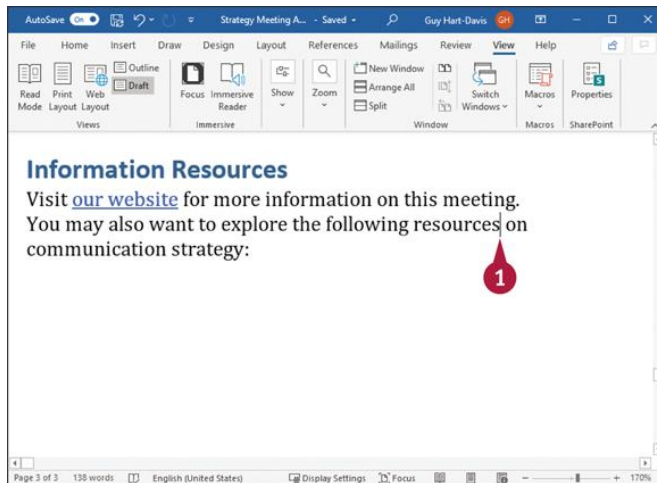 AutoSave On Strategy Meeting A... - Saved Guy Hart-Davis GH
File Home Insert Draw Design Layout References Mailings Review View Help
Read Mode
Print Layout
Web Layout
Outline
Draft
Views
Focus
Immersive Reader
Immersive
Show
Zoom
New Window
Arrange All
Split
Switch Windows
Window
Macros
Macros
Properties
SharePoint
Information Resources
Visit our website for more information on this meeting.
You may also want to explore the following resources on
communication strategy:
1
Page 3 of 3 138 words English (United States) Display Settings Focus 170%